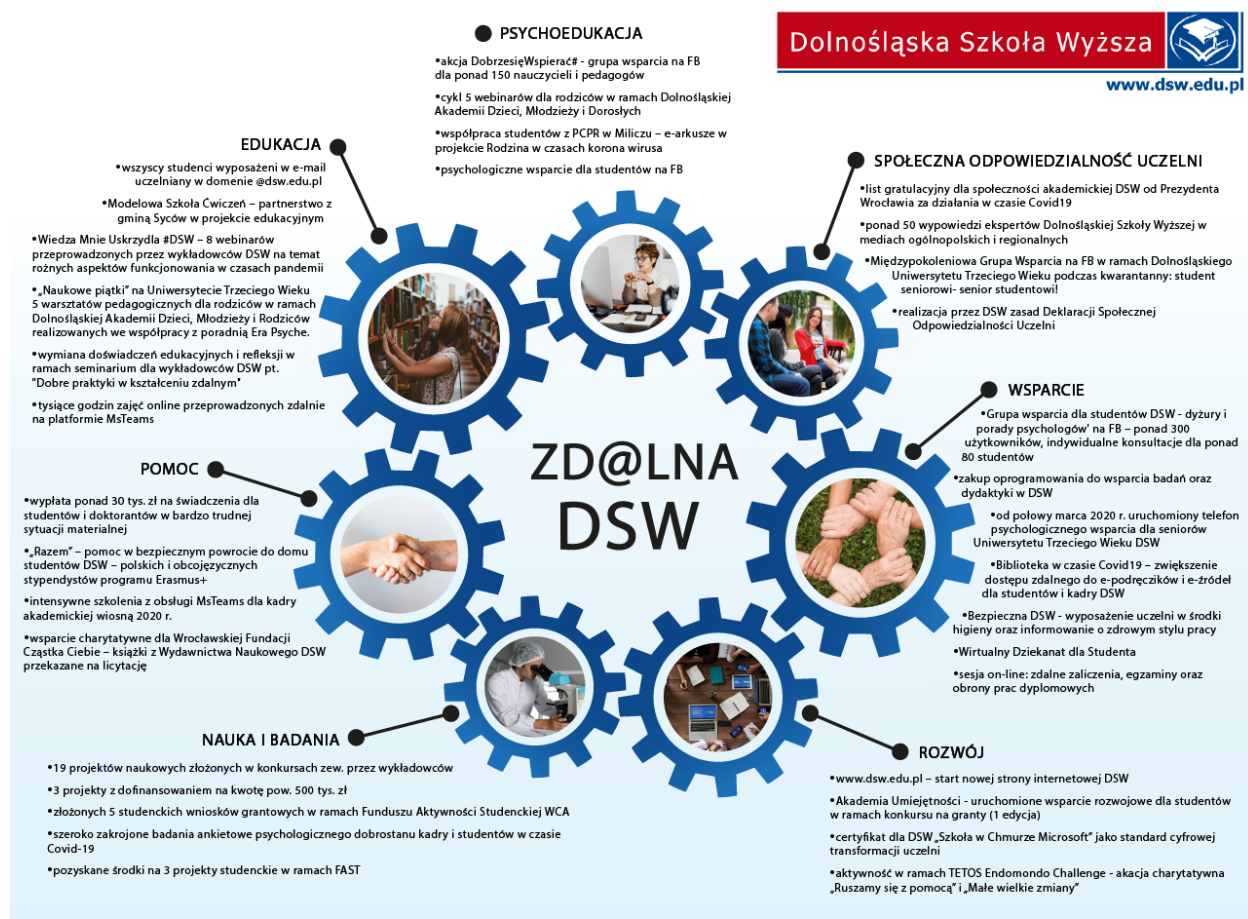 Dolnośląska Szkoła Wyższa
www.dsw.edu.pl
PSYCHOEDUKACJA
•akcja DobrzesięWspierać# - grupa wsparcia na FB
dla ponad 150 nauczycieli i pedagogów
•cykl 5 webinarów dla rodziców w ramach Dolnośląskiej
Akademii Dzieci, Młodzieży i Dorosłych
•współpraca studentów z PCPR w Miliczu – e-arkusze w
projekcie Rodzina w czasach korona wirusa
•psychologiczne wsparcie dla studentów na FB
EDUKACJA
•wszyscy studenci wyposażeni w e-mail
uczelniany w domenie @dsw.edu.pl
•Modelowa Szkoła Ćwiczeń – partnerstwo z
gminą Syców w projekcie edukacyjnym
•Wiedza Mnie Uskrzydla #DSW – 8 webinarów
przeprowadzonych przez wykładowców DSW na temat
rożnych aspektów funkcjonowania w czasach pandemii
•„Naukowe piątki” na Uniwersytecie Trzeciego Wieku
5 warsztatów pedagogicznych dla rodziców w ramach
Dolnośląskiej Akademii Dzieci, Młodzieży i Rodziców
realizowanych we współpracy z poradnią Era Psyche.
•wymiana doświadczeń edukacyjnych i refleksji w
ramach seminarium dla wykładowców DSW pt.
"Dobre praktyki w kształceniu zdalnym"
•tysiące godzin zajęć online przeprowadzonych zdalnie
na platformie MsTeams
SPOŁECZNA ODPOWIEDZIALNOŚĆ UCZELNI
•list gratulacyjny dla społeczności akademickiej DSW od Prezydenta
Wrocławia za działania w czasie Covid19
•ponad 50 wypowiedzi ekspertów Dolnośląskiej Szkoły Wyższej w
mediach ogólnopolskich i regionalnych
•Międzypokoleniowa Grupa Wsparcia na FB w ramach Dolnośląskiego
Uniwersytetu Trzeciego Wieku podczas kwarantanny: student
seniorowi- senior studentowi!
•realizacja przez DSW zasad Deklaracji Społecznej
Odpowiedzialności Uczelni
WSPARCIE
•Grupa wsparcia dla studentów DSW - dyżury i
porady psychologów' na FB – ponad 300
użytkowników, indywidualne konsultacje dla ponad
80 studentów
•zakup oprogramowania do wsparcia badań oraz
dydaktyki w DSW
•od połowy marca 2020 r. uruchomiony telefon
psychologicznego wsparcia dla seniorów
Uniwersytetu Trzeciego Wieku DSW
•Biblioteka w czasie Covid19 – zwiększenie
dostępu zdalnego do e-podręczików i e-źródeł
dla studentów i kadry DSW
•Bezpieczna DSW - wyposażenie uczelni w środki
higieny oraz informowanie o zdrowym stylu pracy
•Wirtualny Dziekanat dla Studenta
•sesja on-line: zdalne zaliczenia, egzaminy oraz
obrony prac dyplomowych
ZD@LNA
DSW
POMOC
•wypłata ponad 30 tys. zł na świadczenia dla
studentów i doktorantów w bardzo trudnej
sytuacji materialnej
•„Razem” – pomoc w bezpiecznym powrocie do domu
studentów DSW – polskich i obcojęzycznych
stypendystów programu Erasmus+
•intensywne szkolenia z obsługi MsTeams dla kadry
akademickiej wiosną 2020 r.
•wsparcie charytatywne dla Wrocławskiej Fundacji
Cząstka Ciebie – książki z Wydawnictwa Naukowego DSW
przekazane na licytację
NAUKA I BADANIA
•19 projektów naukowych złożonych w konkursach zew. przez wykładowców
•3 projekty z dofinansowaniem na kwotę pow. 500 tys. zł
•złożonych 5 studenckich wniosków grantowych w ramach Funduszu Aktywności Studenckiej WCA
•szeroko zakrojone badania ankietowe psychologicznego dobrostanu kadry i studentów w czasie
Covid-19
•pozyskane środki na 3 projekty studenckie w ramach FAST
ROZWÓJ
•www.dsw.edu.pl – start nowej strony internetowej DSW
•Akademia Umiejętności - uruchomione wsparcie rozwojowe dla studentów
w ramach konkursu na granty (1 edycja)
•certyfikat dla DSW „Szkoła w Chmurze Microsoft” jako standard cyfrowej
transformacji uczelni
•aktywność w ramach TETOS Endomondo Challenge - akacja charytatywna
„Ruszamy się z pomocą” i „Małe wielkie zmiany”